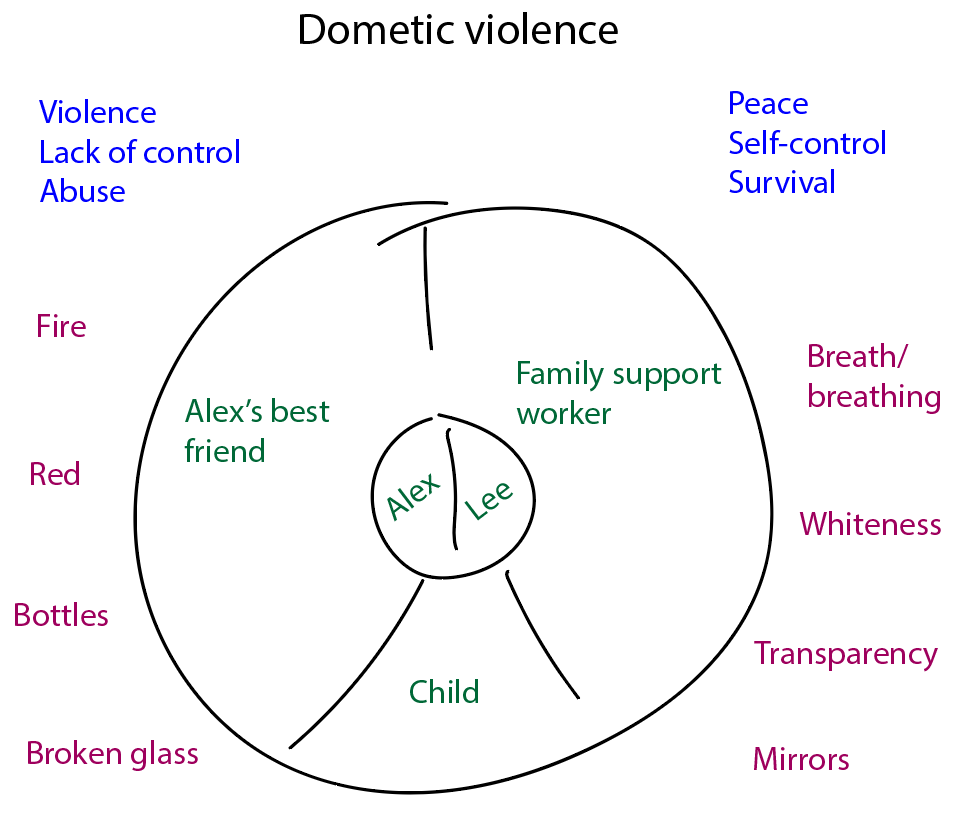 Dometic violence
Violence
Lack of control
Abuse
Peace
Self-control
Survival
Fire
Red
Bottles
Broken glass
Alex's best
friend
Family support
worker
Alex
Lee
Child
Breath/
breathing
Whiteness
Transparency
Mirrors